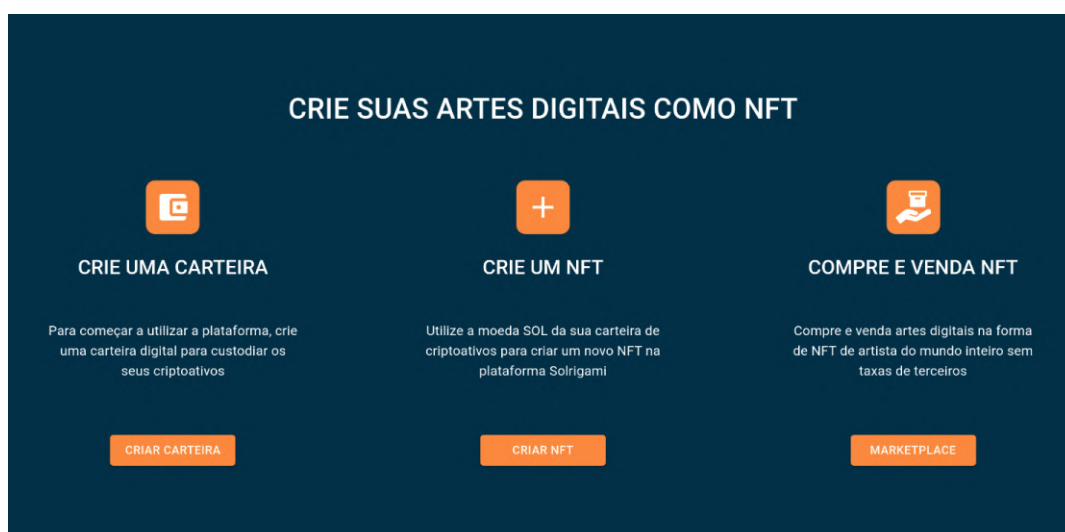 CRIE SUAS ARTES DIGITAIS COMO NFT
CRIE UMA CARTEIRA
Para começar a utilizar a plataforma, crie
uma carteira digital para custodiar os
seus criptoativos
CRIAR CARTEIRA
CRIE UM NFT
Utilize a moeda SOL da sua carteira de
criptoativos para criar um novo NFT na
plataforma Solrigami
CRIAR NFT
COMPRE E VENDA NFT
Compre e venda artes digitais na forma
de NFT de artista do mundo inteiro sem
taxas de terceiros
MARKETPLACE